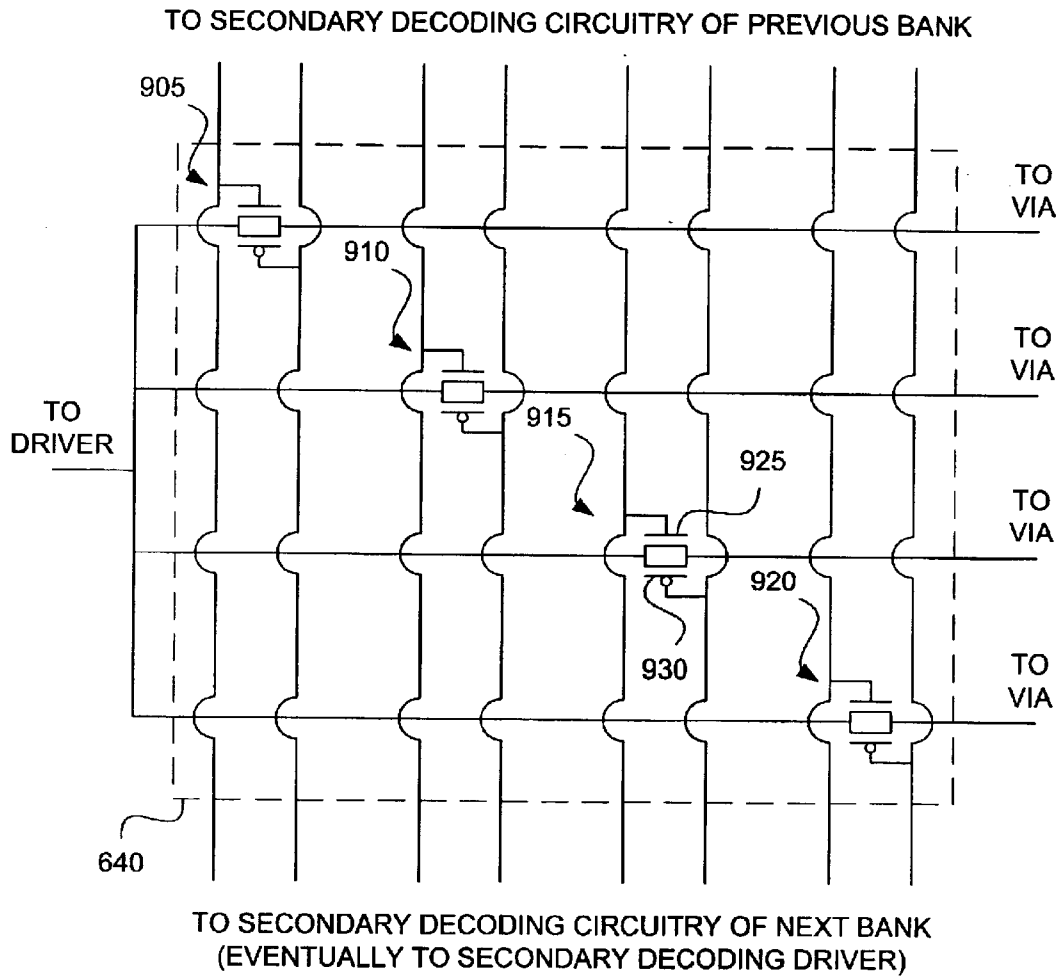 TO SECONDARY DECODING CIRCUITRY OF PREVIOUS BANK
905
TO
VIA
910
TO
VIA
TO
DRIVER
915
925
TO
VIA
920
930
TO
VIA
640
TO SECONDARY DECODING CIRCUITRY OF NEXT BANK
(EVENTUALLY TO SECONDARY DECODING DRIVER)